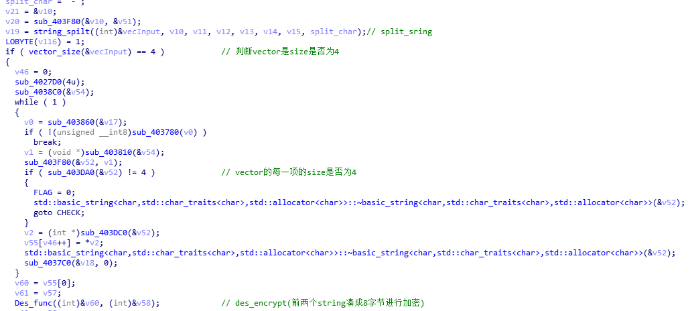 split_char = '-';
v21 = &v10;
v20 = sub_403F80(&v10, &v51);
v19 = string_spilt((int)&vecInput, v10, v11, v12, v13, v14, v15, split_char);// split_sring
LOBYTE(v116) = 1;
if ( vector_size(&vecInput) == 4 ) // 判断vector是size是否为4
{
v46 = 0;
sub_4027D0(4u);
sub_4038C0(&v54);
while ( 1 )
{
v0 = sub_403860(&v17);
if ( !(unsigned __int8)sub_403780(v0) )
break;
v1 = (void *)sub_403810(&v54);
sub_403F80(&v52, v1);
if ( sub_403DA0(&v52) != 4 ) // vector的每一项的size是否为4
{
FLAG = 0;
std::basic_string<char,std::char_traits<char>,std::allocator<char>>::~basic_string<char,std::char_traits<char>,std::allocator<char>>(&v52);
goto CHECK;
}
v2 = (int *)sub_403DC0(&v52);
v55[v46++] = *v2;
std::basic_string<char,std::char_traits<char>,std::allocator<char>>::~basic_string<char,std::char_traits<char>,std::allocator<char>>(&v52);
sub_4037C0(&v18, 0);
}
v60 = v55[0];
v61 = v57;
Des_func((int)&v60, (int)&v58); // des_encrypt(前两个string凑成8字节进行加密)